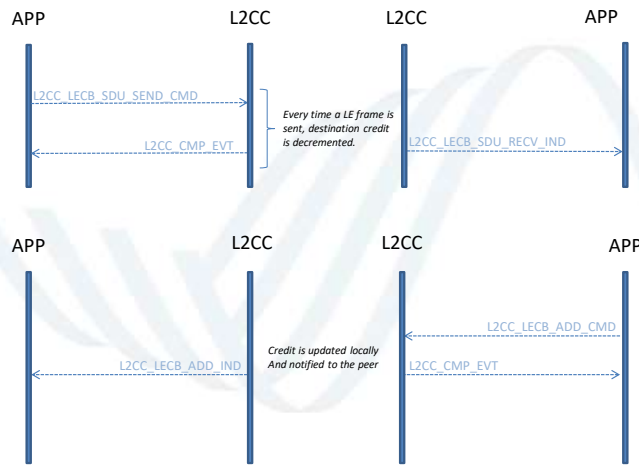 APP L2CC L2CC APP
L2CC_LECB_SDU_SEND_CMD
Every time a LE frame is
sent, destination credit
is decremented.
L2CC_CMP_EVT
L2CC_LECB_SDU_RECV_IND
APP L2CC L2CC APP
L2CC_LECB_ADD_CMD
Credit is updated locally
And notified to the peer
L2CC_LECB_ADD_IND
L2CC_CMP_EVT